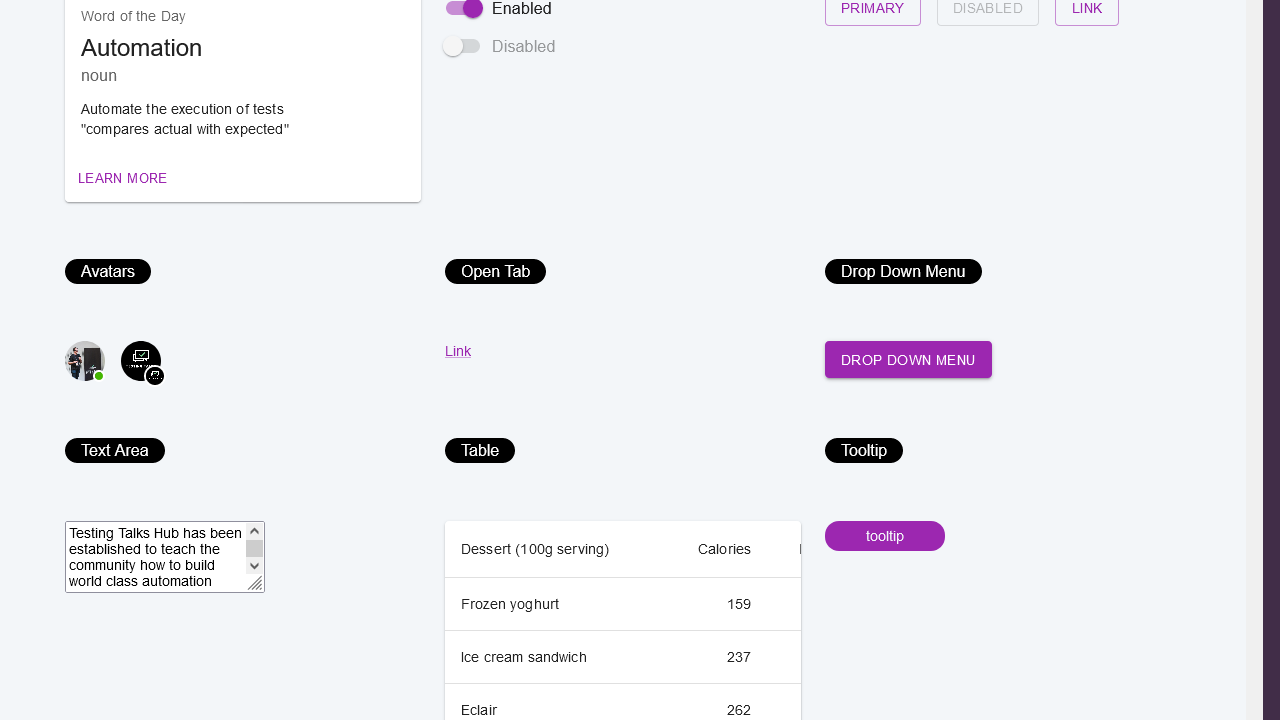 Word of the Day
Automation
noun
Automate the execution of tests
"compares actual with expected"
LEARN MORE
Enabled
Disabled
PRIMARY
DISABLED
LINK
Avatars
Open Tab
Drop Down Menu
Link
DROP DOWN MENU
Text Area
Table
Tooltip
Testing Talks Hub has been
established to teach the
community how to build
world class automation
Dessert (100g serving) Calories
Frozen yoghurt 159
Ice cream sandwich 237
Eclair 262
tooltip